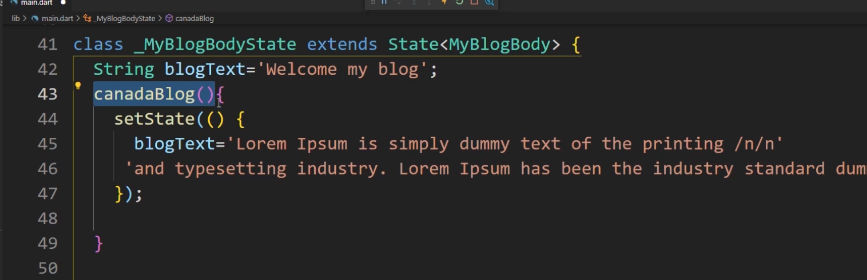 main.dart
lib > main.dart > _MyBlogBodyState > canadaBlog
41 class _MyBlogBodyState extends State<MyBlogBody> {
42 String blogText='Welcome my blog';
43 canadaBlog(){
44 setState(() {
45 blogText='Lorem Ipsum is simply dummy text of the printing /n/n'
46 'and typesetting industry. Lorem Ipsum has been the industry standard dum
47 });
48
49 }
50